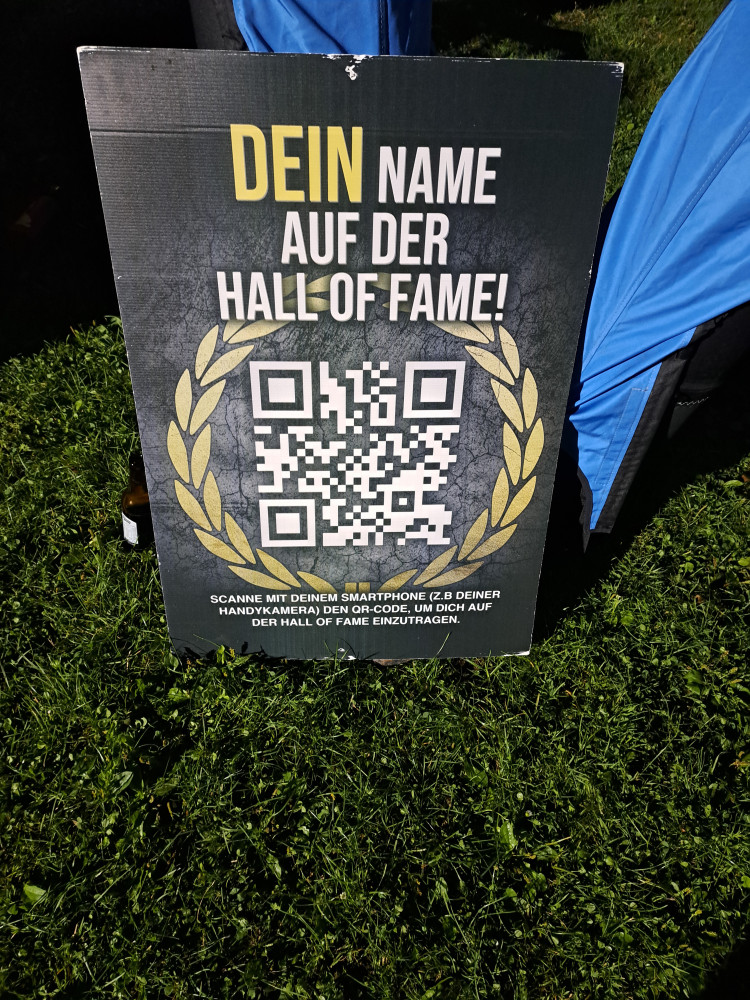 DEIN NAME
AUF DER
HALL OF FAME!
SCANNE MIT DEINEM SMARTPHONE (Z.B DEINER
HANDYKAMERA) DEN QR-CODE, UM DICH AUF
DER HALL OF FAME EINZUTRAGEN.